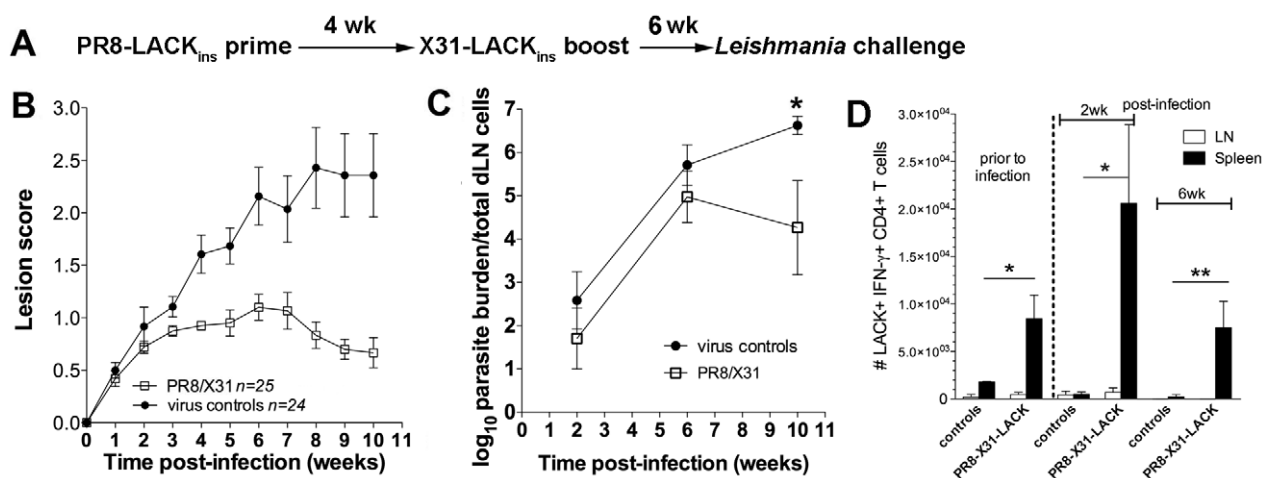 A
PR8-LACKins prime
4 wk
X31-LACKins boost
6 wk
Leishmania challenge
B
Lesion score
3.0
2.5
2.0
1.5
1.0
0.5
0.0
PR8/X31 n=25
virus controls n=24
0 1 2 3 4 5 6 7 8 9 10 11
Time post-infection (weeks)
C
log10 parasite burden/total dLN cells
7
6
5
4
3
2
1
0
*
virus controls
PR8/X31
0 1 2 3 4 5 6 7 8 9 10 11
Time post-infection (weeks)
D
# LACK+ IFN-γ+ CD4+ T cells
3.0×10^04
2.5×10^04
2.0×10^04
1.5×10^04
1.0×10^04
5.0×10^03
0
post-infection
2wk
LN
Spleen
prior to
infection
*
6wk
*
**
controls
PR8-X31-LACK
controls
PR8-X31-LACK
controls
PR8-X31-LACK